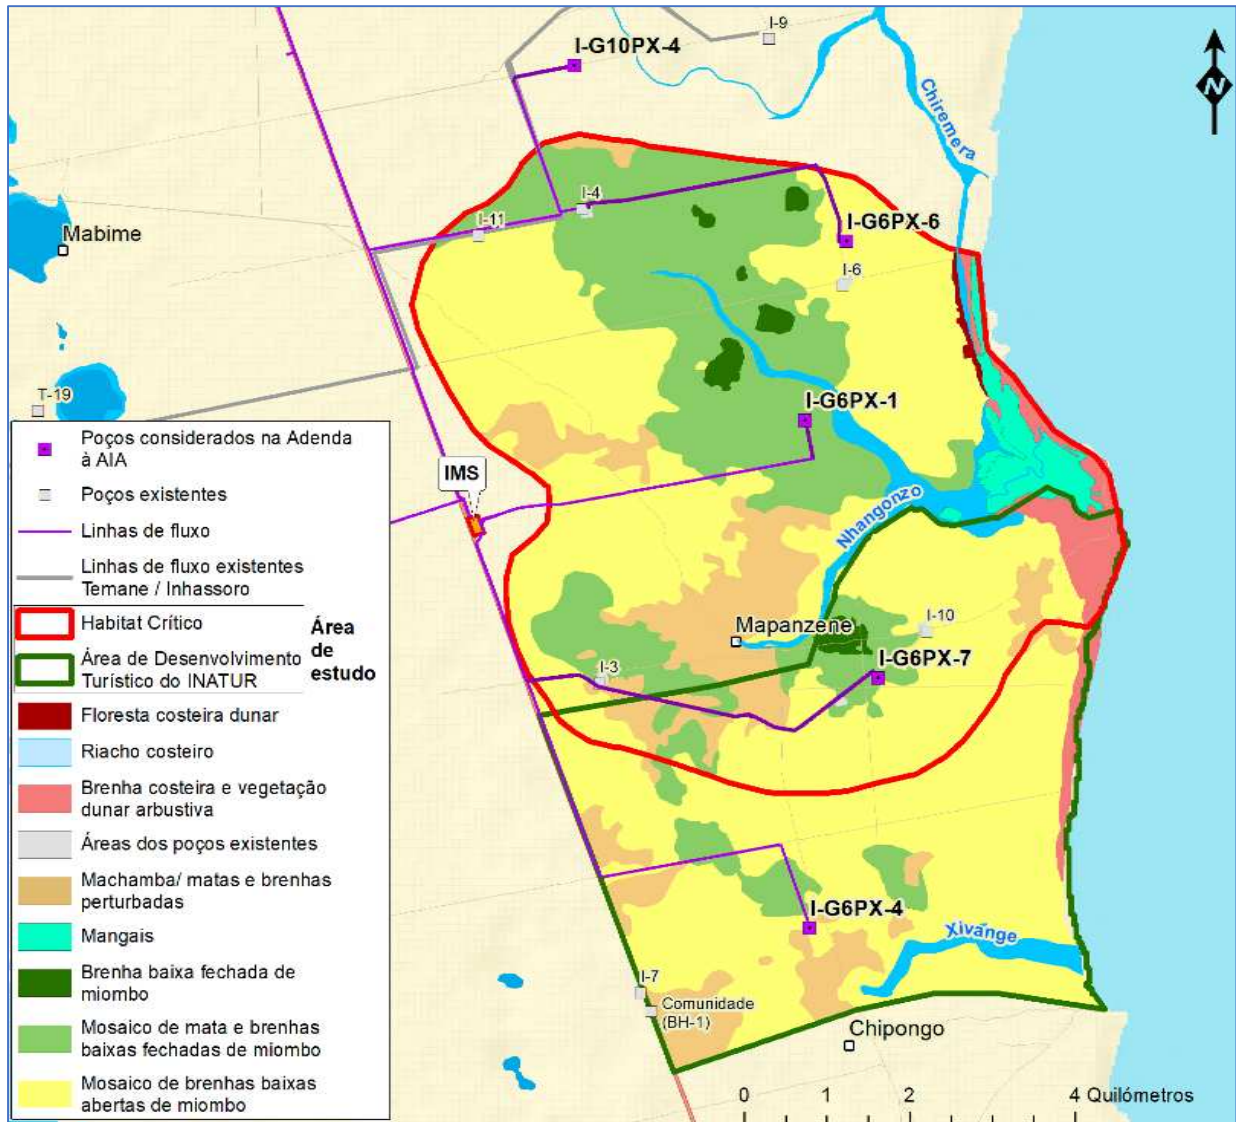 I-9
I-G10PX-4
N
Chiremera
I-4
I-11
I-G6PX-6
Mabime
I-6
T-19
I-G6PX-1
IMS
Nhangonzo
I-10
Mapanzene
I-G6PX-7
I-3
I-G6PX-4
Xivange
I-7
Comunidade
(BH-1)
Chipongo
0 1 2 4 Quilómetros
Poços considerados na Adenda
à AIA
Poços existentes
Linhas de fluxo
Linhas de fluxo existentes
Temane / Inhassoro
Habitat Crítico
Área de Desenvolvimento
Turístico do INATUR
Área
de
estudo
Floresta costeira dunar
Riacho costeiro
Brenha costeira e vegetação
dunar arbustiva
Áreas dos poços existentes
Machamba/ matas e brenhas
perturbadas
Mangais
Brenha baixa fechada de
miombo
Mosaico de mata e brenhas
baixas fechadas de miombo
Mosaico de brenhas baixas
abertas de miombo